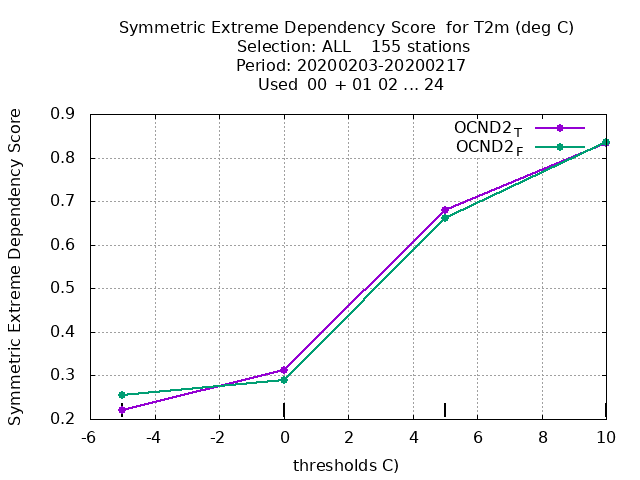 Symmetric Extreme Dependency Score  for T2m (deg C)
Selection: ALL    155 stations
Period: 20200203-20200217
Used  00  + 01 02 ... 24
Symmetric Extreme Dependency Score
0.9
0.8
0.7
0.6
0.5
0.4
0.3
0.2
OCND2T
OCND2F
-6 -4 -2 0 2 4 6 8 10
thresholds C)